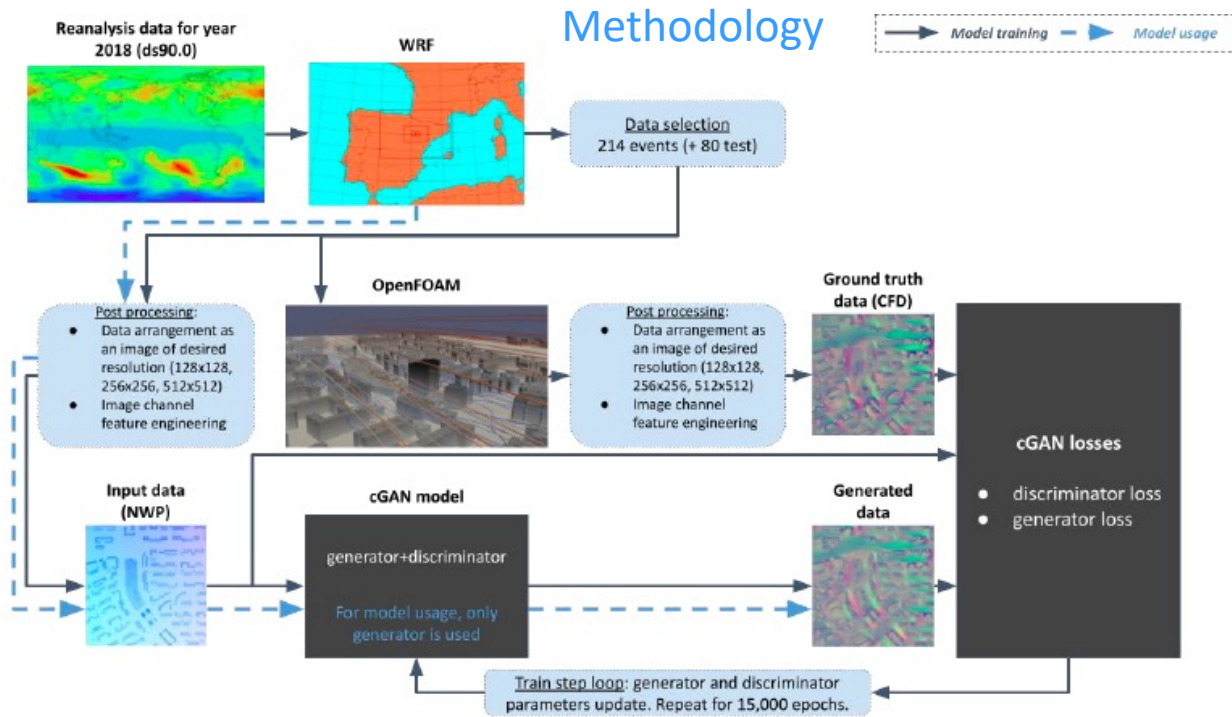 Methodology
Model training
Model usage
Reanalysis data for year
2018 (ds90.0)
WRF
Data selection
214 events (+ 80 test)
Post processing:
● Data arrangement as
an image of desired
resolution (128x128,
256x256, 512x512)
● Image channel
feature engineering
OpenFOAM
Post processing:
● Data arrangement as
an image of desired
resolution (128x128,
256x256, 512x512)
● Image channel
feature engineering
Ground truth
data (CFD)
cGAN losses
● discriminator loss
● generator loss
Input data
(NWP)
cGAN model
generator+discriminator
For model usage, only
generator is used
Generated
data
Train step loop: generator and discriminator
parameters update. Repeat for 15,000 epochs.